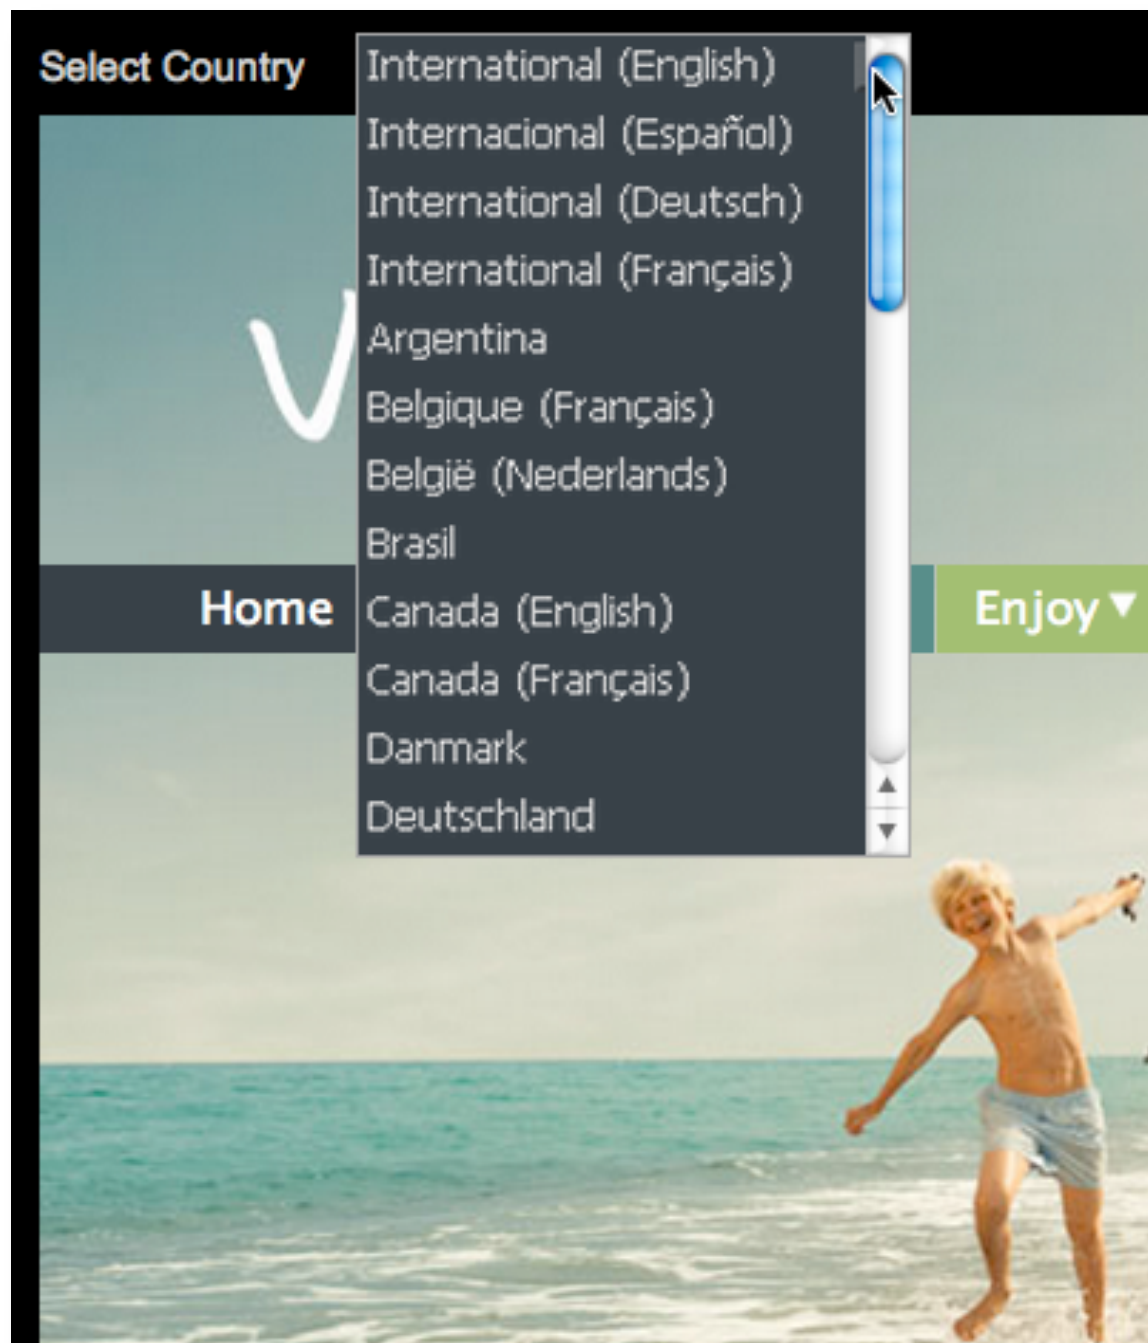 Select Country
International (English)
Internacional (Español)
International (Deutsch)
International (Français)
Argentina
Belgique (Français)
België (Nederlands)
Brasil
Home
Enjoy
Canada (English)
Canada (Français)
Danmark
Deutschland